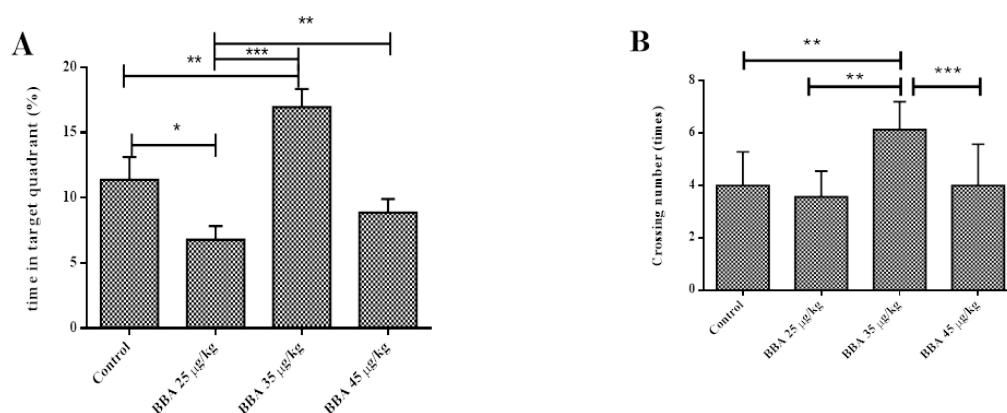 A
**
**
***
*
time in target quadrant (%)
20
15
10
5
0
Control
BBA 25 µg/kg
BBA 35 µg/kg
BBA 45 µg/kg
B
**
**
***
Crossing number (times)
8
6
4
2
0
Control
BBA 25 µg/kg
BBA 35 µg/kg
BBA 45 µg/kg